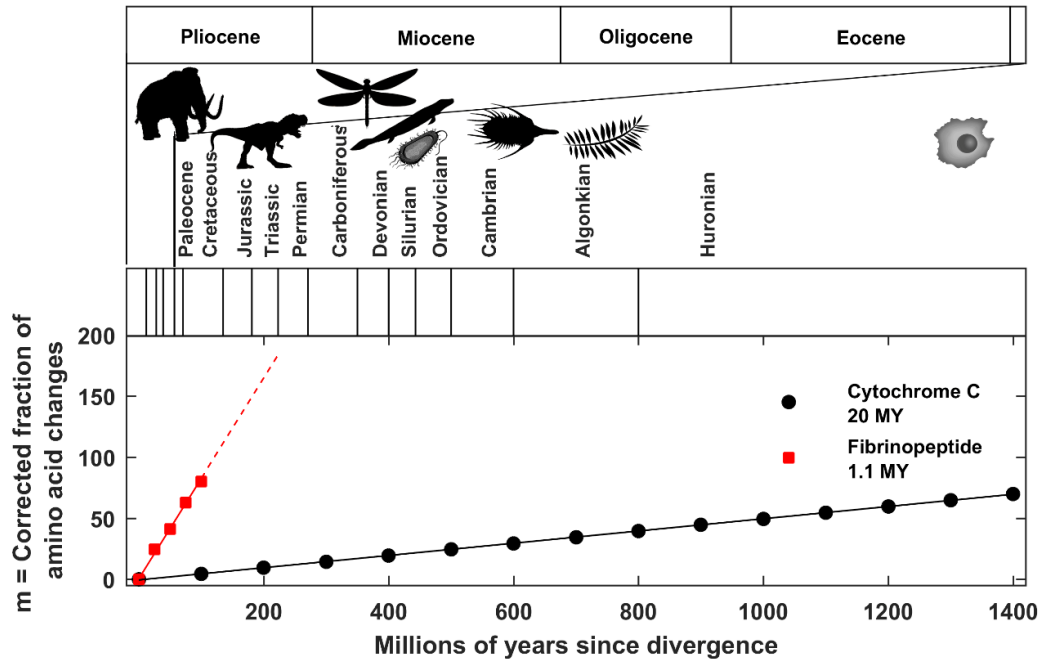 Pliocene
Miocene
Oligocene
Eocene
Paleocene
Cretaceous
Jurassic
Triassic
Permian
Carboniferous
Devonian
Silurian
Ordovician
Cambrian
Algonkian
Huronian
m = Corrected fraction of
amino acid changes
200
150
100
50
0
Cytochrome C
20 MY
Fibrinopeptide
1.1 MY
200
400
600
800
1000
1200
1400
Millions of years since divergence